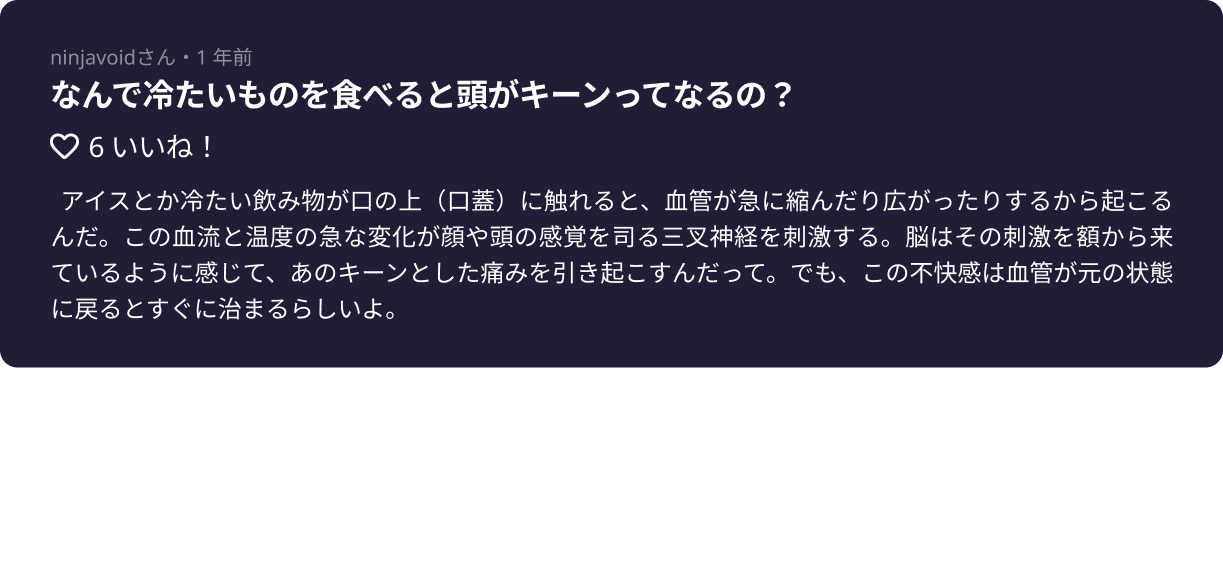 ninjavoidさん・1 年前
なんで冷たいものを食べると頭がキーンってなるの？
6 いいね！
アイスとか冷たい飲み物が口の上（口蓋）に触れると、血管が急に縮んだり広がったりするから起こる
んだ。この血流と温度の急な変化が顔や頭の感覚を司る三叉神経を刺激する。脳はその刺激を額から来
ているように感じて、あのキーンとした痛みを引き起こすんだって。でも、この不快感は血管が元の状態
に戻るとすぐに治まるらしいよ。